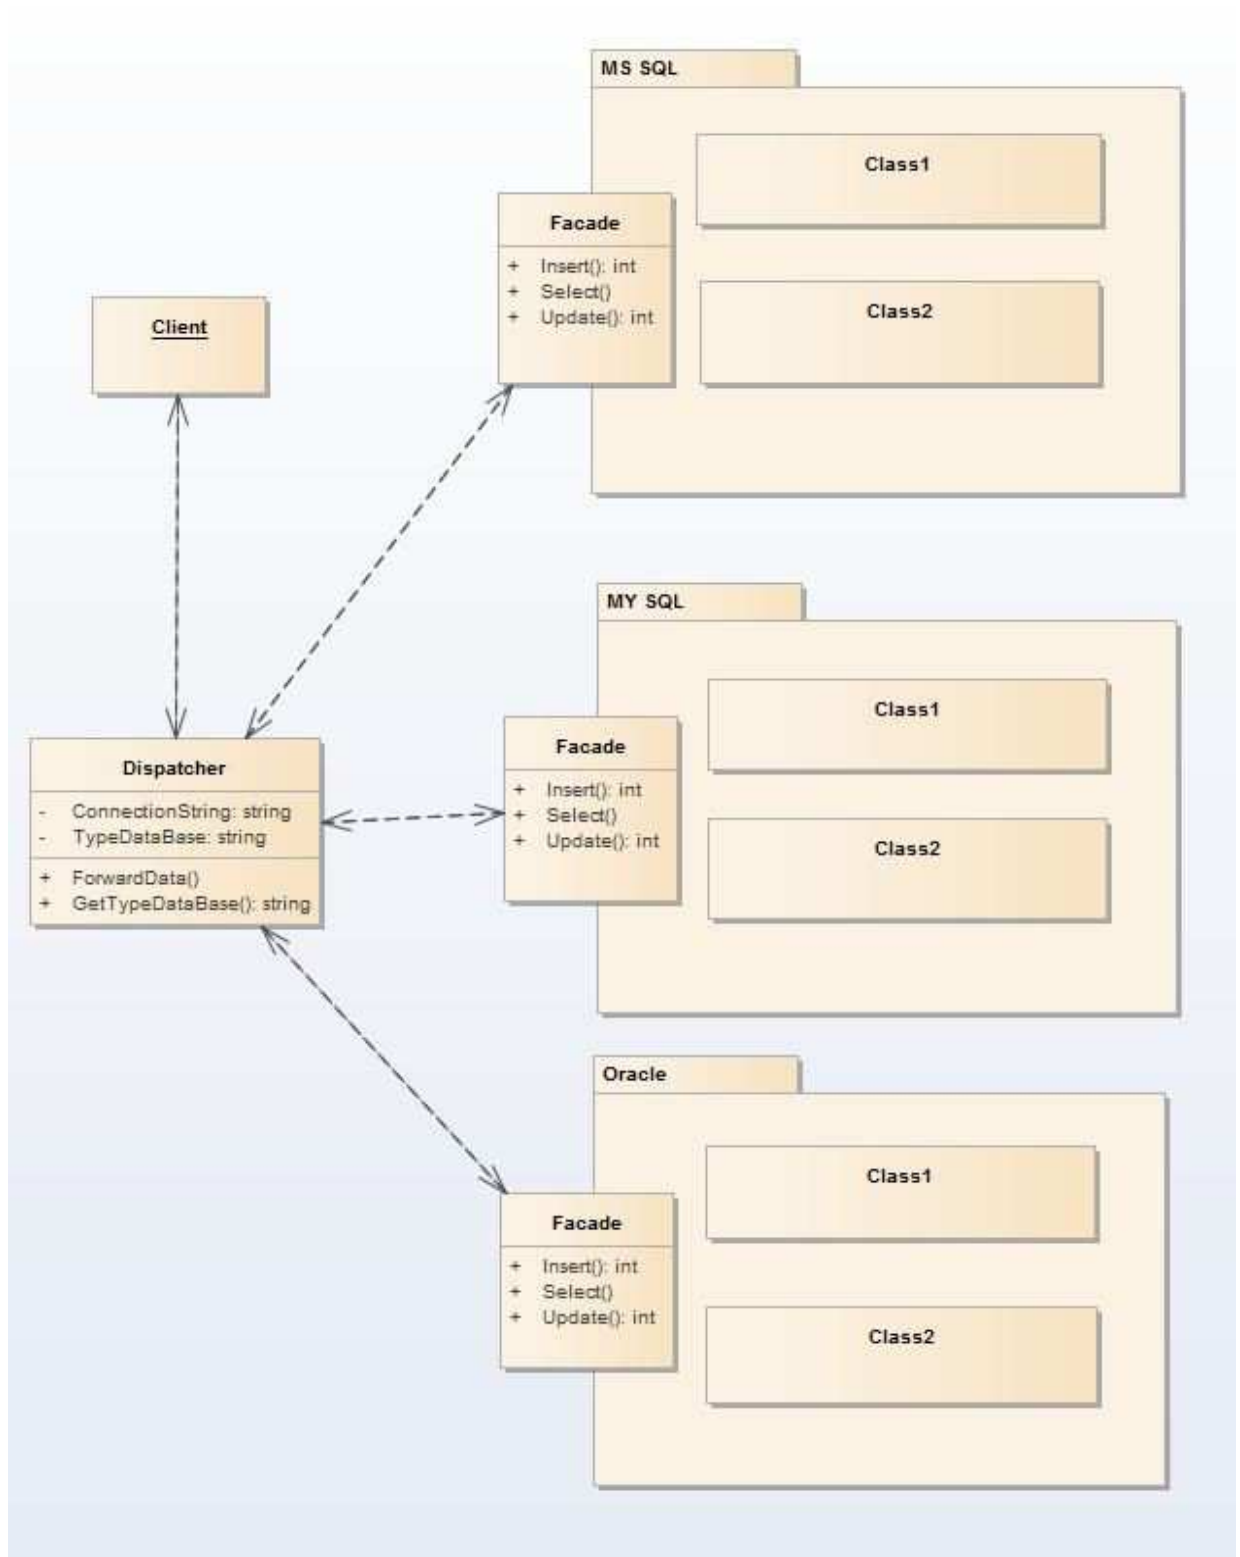 MS SQL
Class1
Facade
+ Insert(): int
+ Select()
+ Update(): int
Class2
Client
MY SQL
Class1
Facade
+ Insert(): int
+ Select()
+ Update(): int
Class2
Dispatcher
- ConnectionString: string
- TypeDataBase: string
+ ForwardData()
+ GetTypeDataBase(): string
Oracle
Class1
Facade
+ Insert(): int
+ Select()
+ Update(): int
Class2